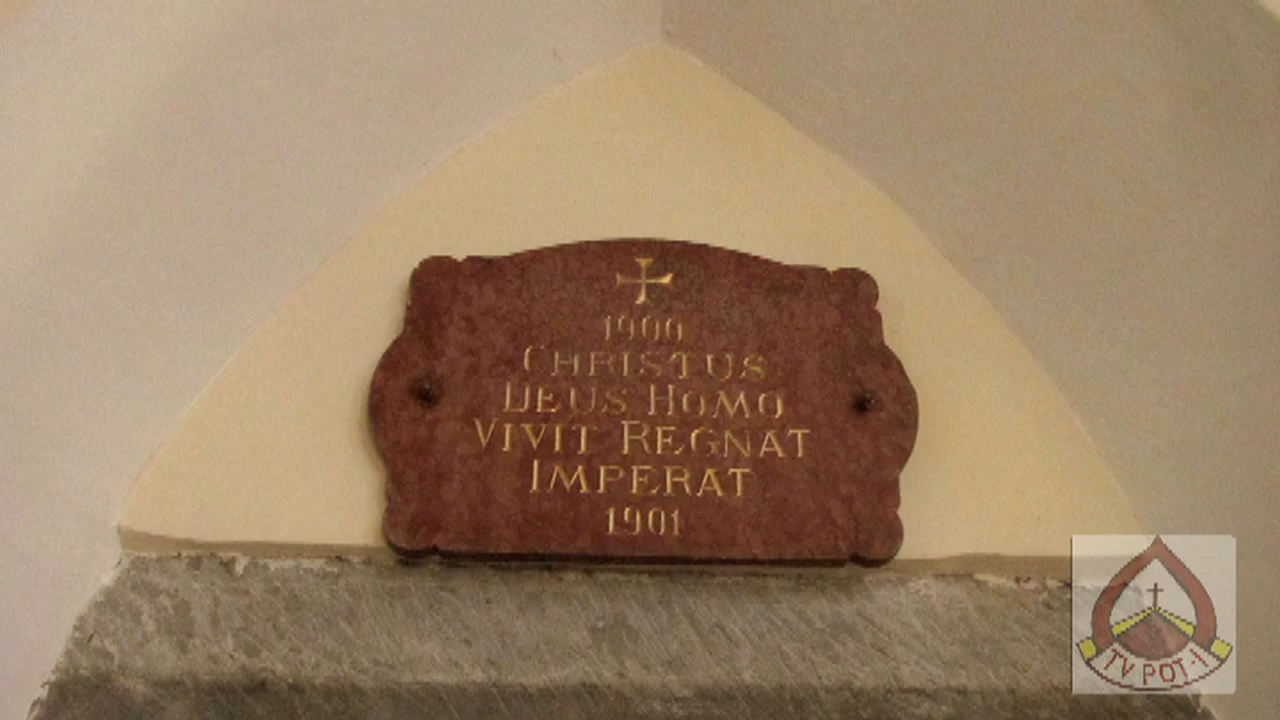 1900
CHRISTUS
DEUS HOMO
VIVIT REGNAT
IMPERAT
1901
TV POT-I